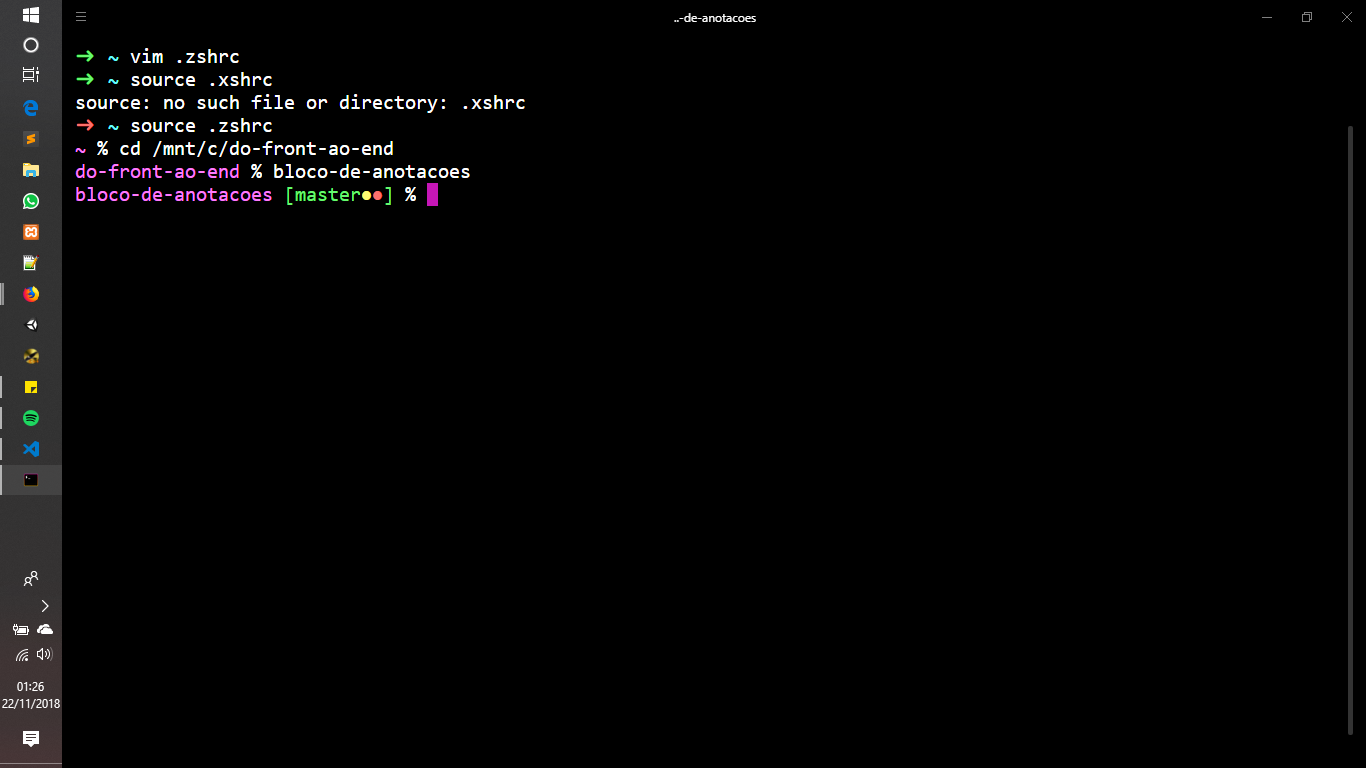 ..-de-anotacoes
➜ ~ vim .zshrc
➜ ~ source .xshrc
source: no such file or directory: .xshrc
➜ ~ source .zshrc
~ % cd /mnt/c/do-front-ao-end
do-front-ao-end % bloco-de-anotacoes
bloco-de-anotacoes [master●●] %
01:26
22/11/2018